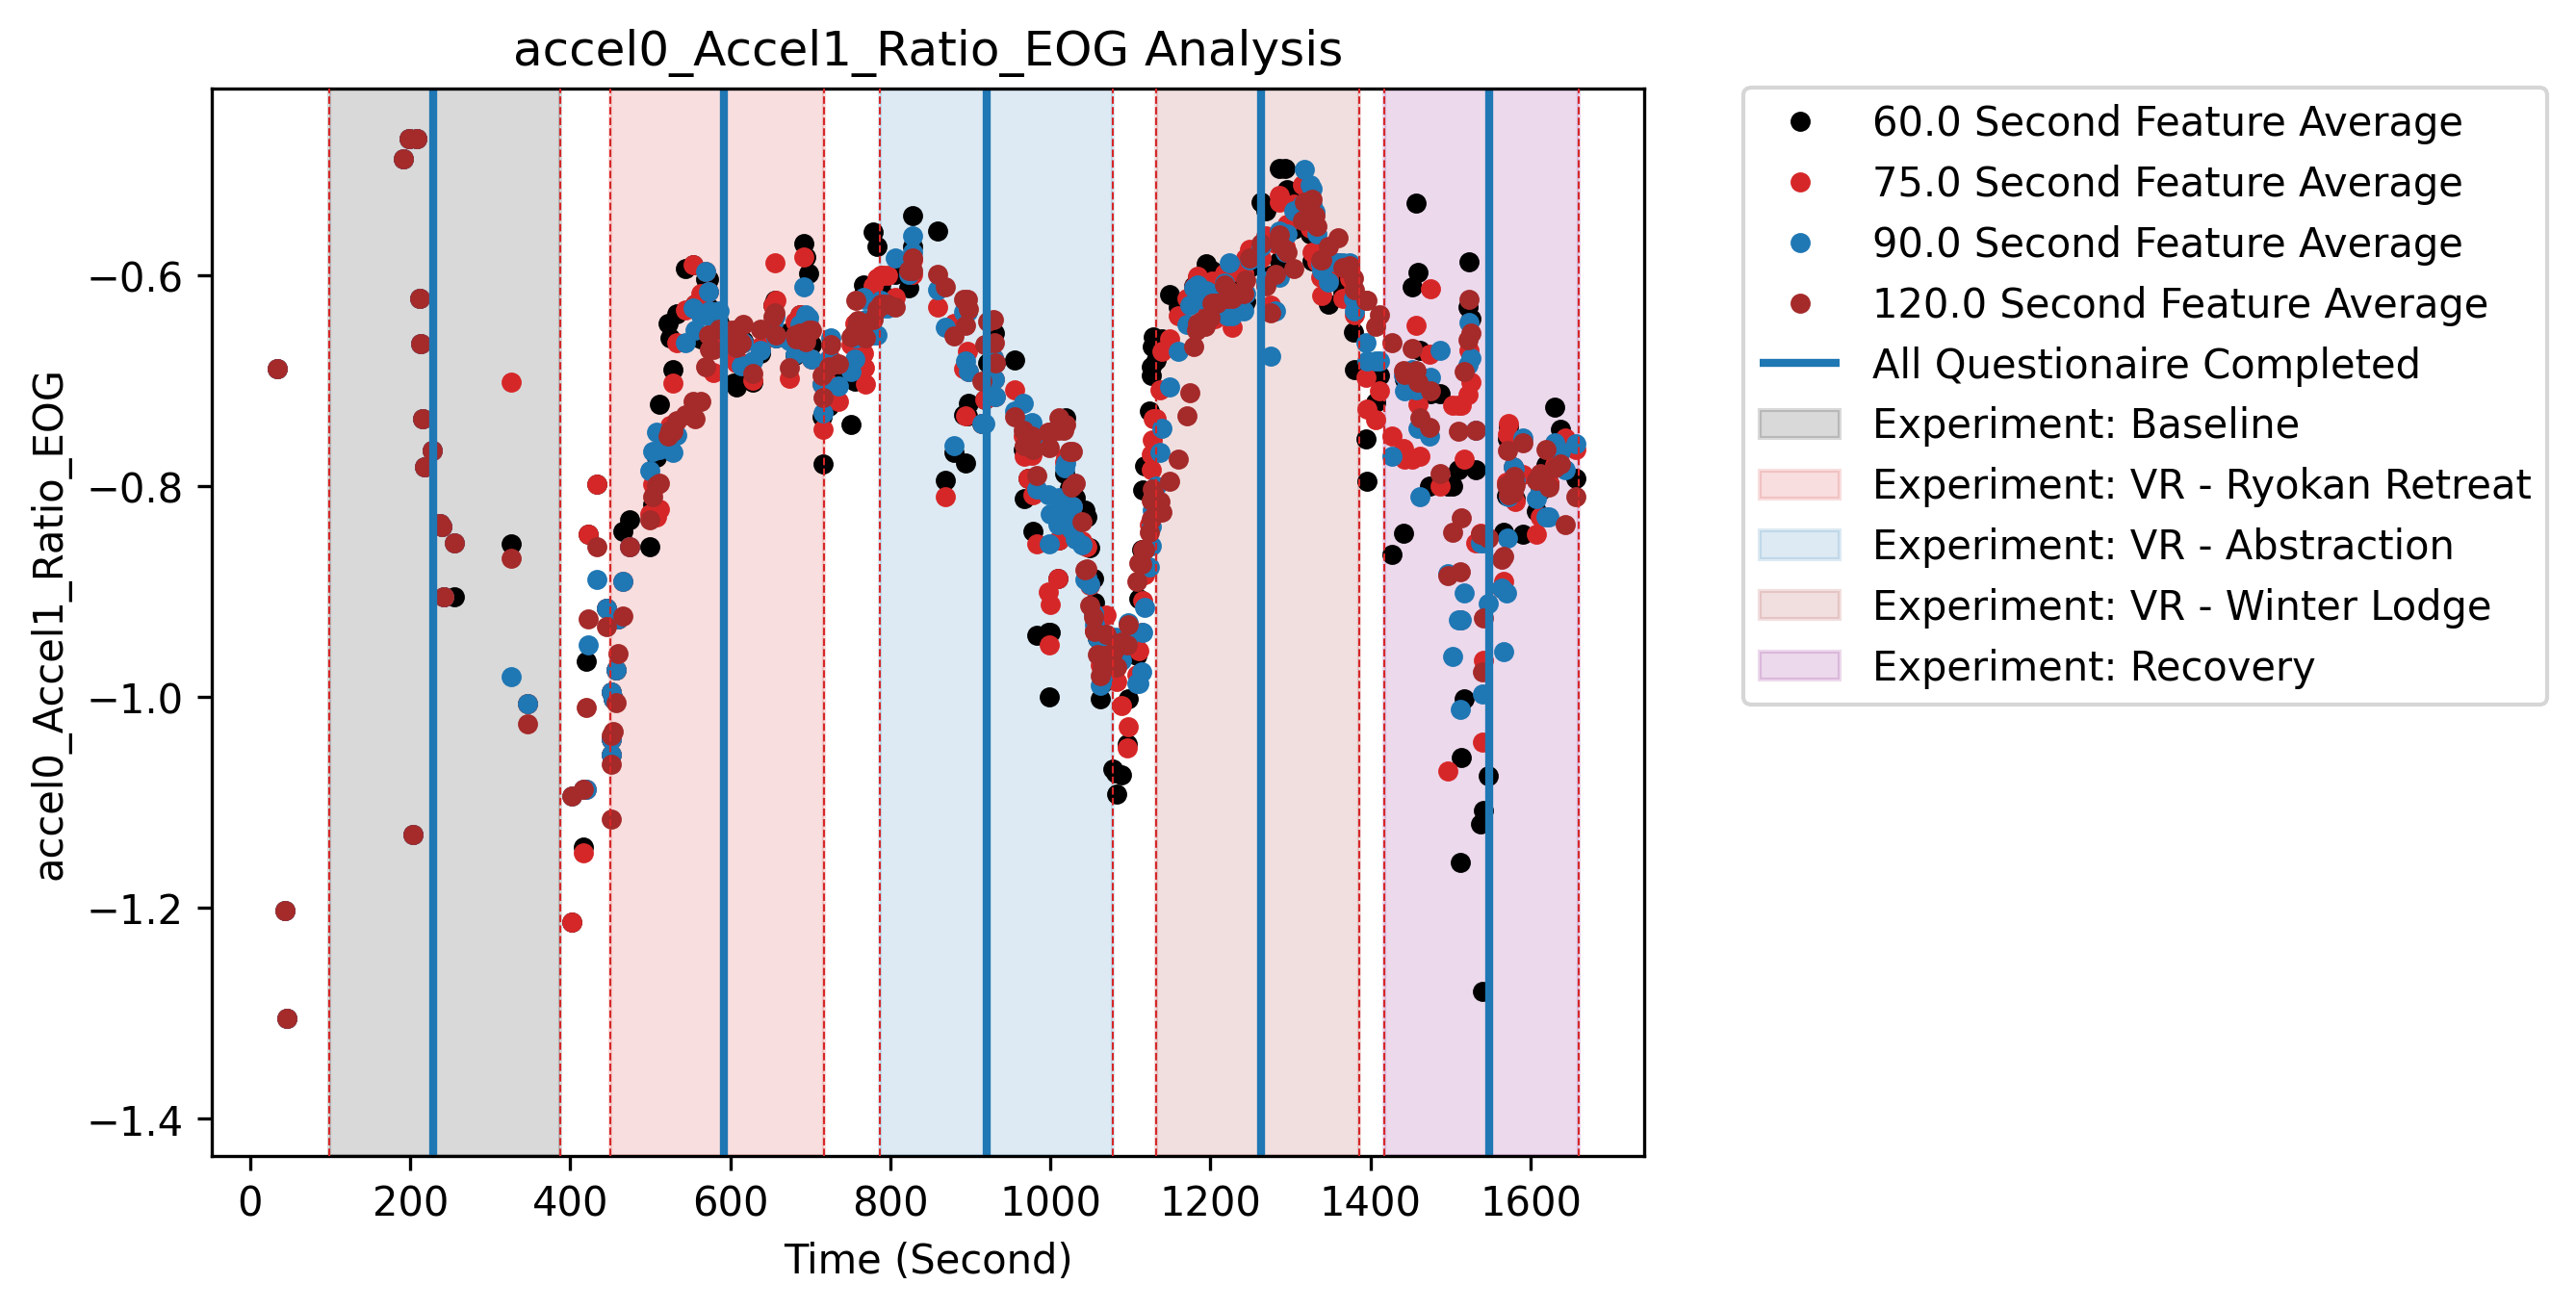 accel0_Accel1_Ratio_EOG Analysis
accel0_Accel1_Ratio_EOG
−0.6
−0.8
−1.0
−1.2
−1.4
0 200 400 600 800 1000 1200 1400 1600
Time (Second)
60.0 Second Feature Average
75.0 Second Feature Average
90.0 Second Feature Average
120.0 Second Feature Average
All Questionaire Completed
Experiment: Baseline
Experiment: VR - Ryokan Retreat
Experiment: VR - Abstraction
Experiment: VR - Winter Lodge
Experiment: Recovery